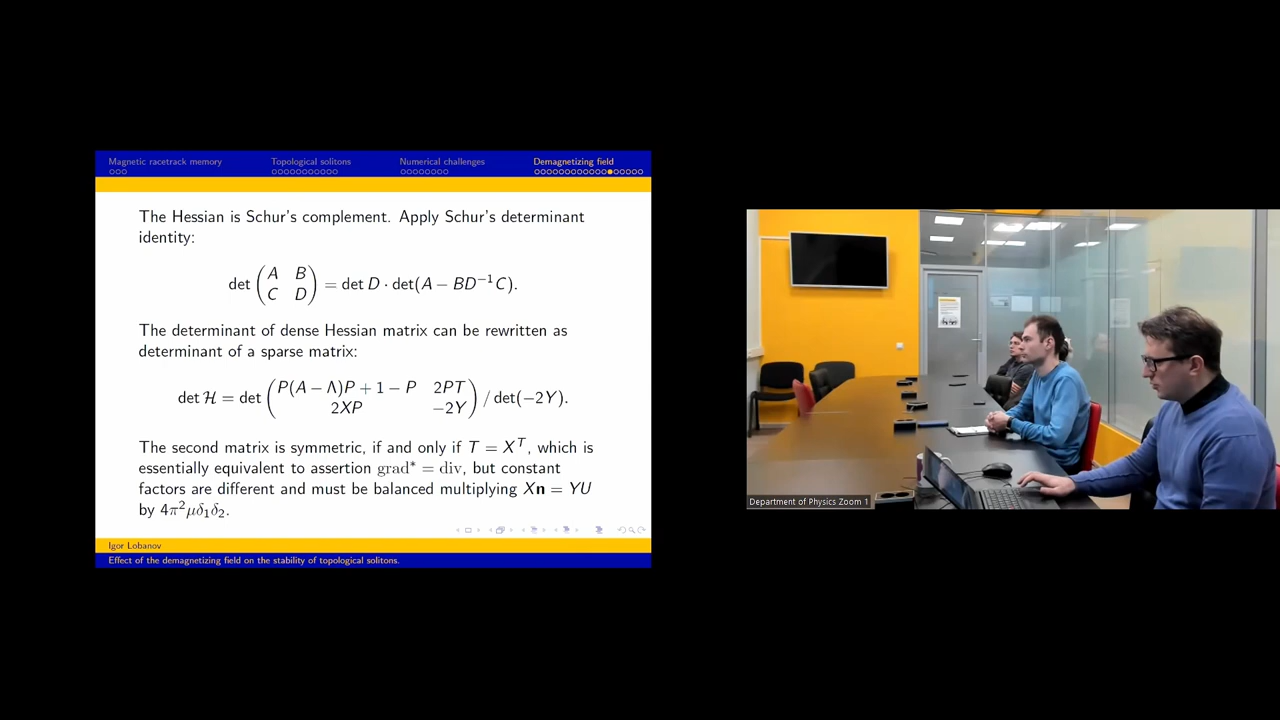 Magnetic racetrack memory Topological solitons Numerical challenges Demagnetizing field
The Hessian is Schur's complement. Apply Schur's determinant
identity:
det (A B
C D) = det D · det(A − BD⁻¹C).
The determinant of dense Hessian matrix can be rewritten as
determinant of a sparse matrix:
det ℋ = det (P(A − Λ)P + 1 − P 2PT
2XP −2Y) / det(−2Y).
The second matrix is symmetric, if and only if T = Xᵀ, which is
essentially equivalent to assertion grad* = div, but constant
factors are different and must be balanced multiplying Xn = YU
by 4π²μδ₁δ₂.
Igor Lobanov
Effect of the demagnetizing field on the stability of topological solitons.
Department of Physics Zoom 1